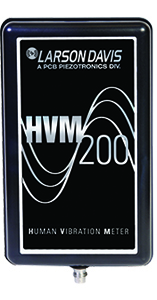 LARSON DAVIS
A PCB PIEZOTRONICS DIV.
HVM
200
HUMAN VIBRATION METER